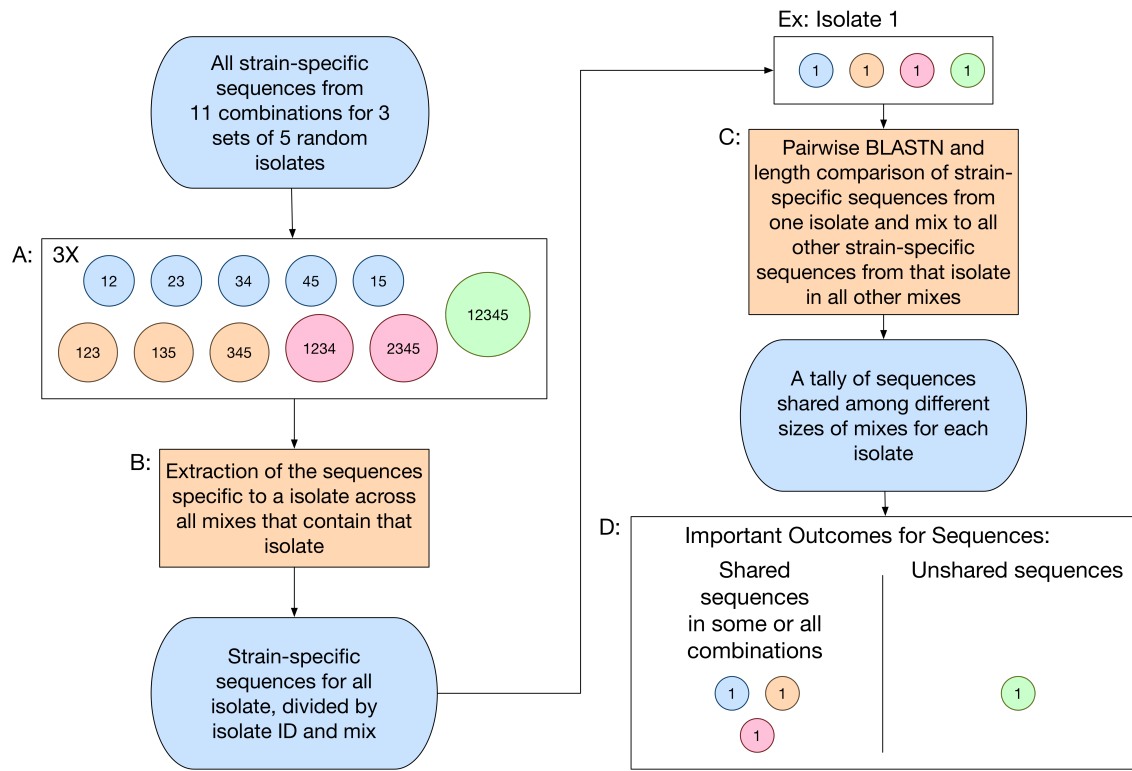 All strain-specific
sequences from
11 combinations for 3
sets of 5 random
isolates
A:
3X
12
23
34
45
15
12345
123
135
345
1234
2345
B:
Extraction of the sequences
specific to a isolate across
all mixes that contain that
isolate
Strain-specific
sequences for all
isolate, divided by
isolate ID and mix
Ex: Isolate 1
1
1
1
1
C:
Pairwise BLASTN and
length comparison of strain-
specific sequences from
one isolate and mix to all
other strain-specific
sequences from that isolate
in all other mixes
A tally of sequences
shared among different
sizes of mixes for each
isolate
D:
Important Outcomes for Sequences:
Shared
sequences
in some or all
combinations
1
1
1
Unshared sequences
1